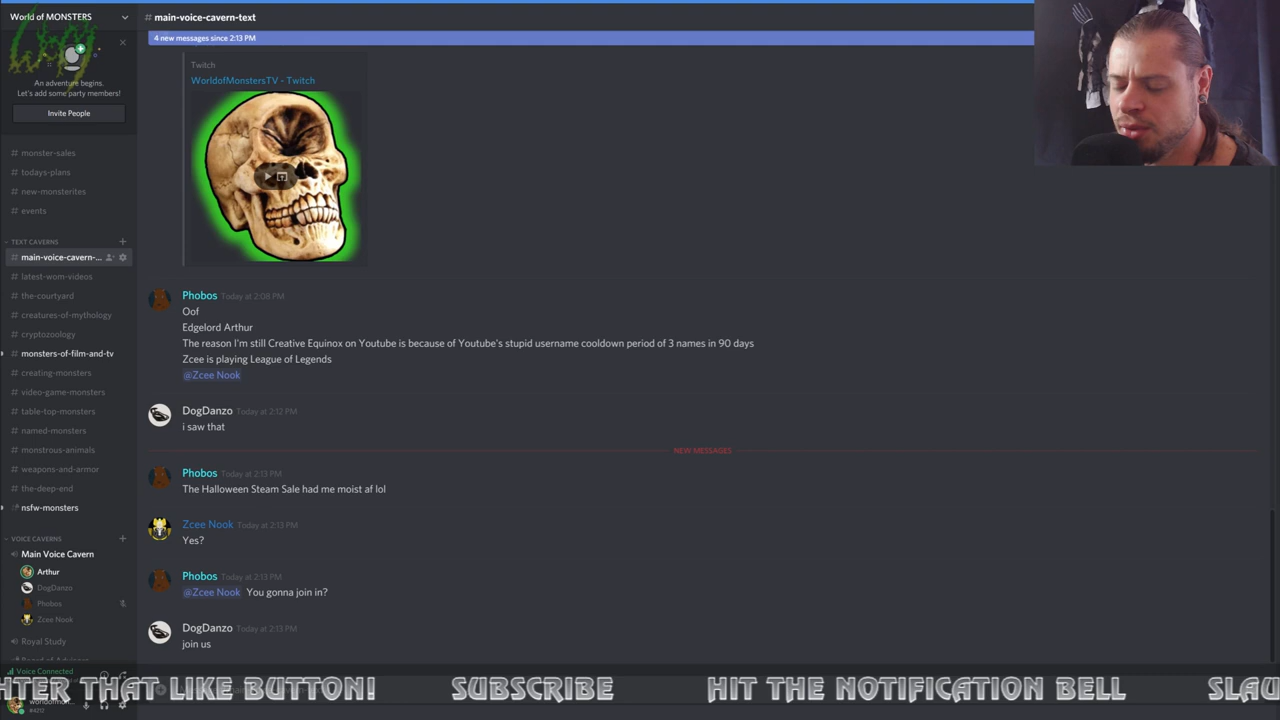 World of MONSTERS
An adventure begins.
Let's add some party members!
Invite People
# monster-sales
# todays-plans
# new-monsterites
# events
TEXT CAVERNS
# main-voice-cavern-...
# latest-wom-videos
# the-courtyard
# creatures-of-mythology
# cryptozoology
# monsters-of-film-and-tv
# creating-monsters
# video-game-monsters
# table-top-monsters
# named-monsters
# monstrous-animals
# weapons-and-armor
# the-deep-end
nsfw-monsters
VOICE CAVERNS
Main Voice Cavern
Arthur
DogDanzo
Phobos
Zcee Nook
Royal Study
Voice Connected
# main-voice-cavern-text
4 new messages since 2:13 PM
Twitch
WorldofMonstersTV - Twitch
Phobos Today at 2:08 PM
Oof
Edgelord Arthur
The reason I'm still Creative Equinox on Youtube is because of Youtube's stupid username cooldown period of 3 names in 90 days
Zcee is playing League of Legends
@Zcee Nook
DogDanzo Today at 2:12 PM
i saw that
NEW MESSAGES
Phobos Today at 2:13 PM
The Halloween Steam Sale had me moist af lol
Zcee Nook Today at 2:13 PM
Yes?
Phobos Today at 2:13 PM
@Zcee Nook You gonna join in?
DogDanzo Today at 2:13 PM
join us
HTER THAT LIKE BUTTON! SUBSCRIBE HIT THE NOTIFICATION BELL SLAU